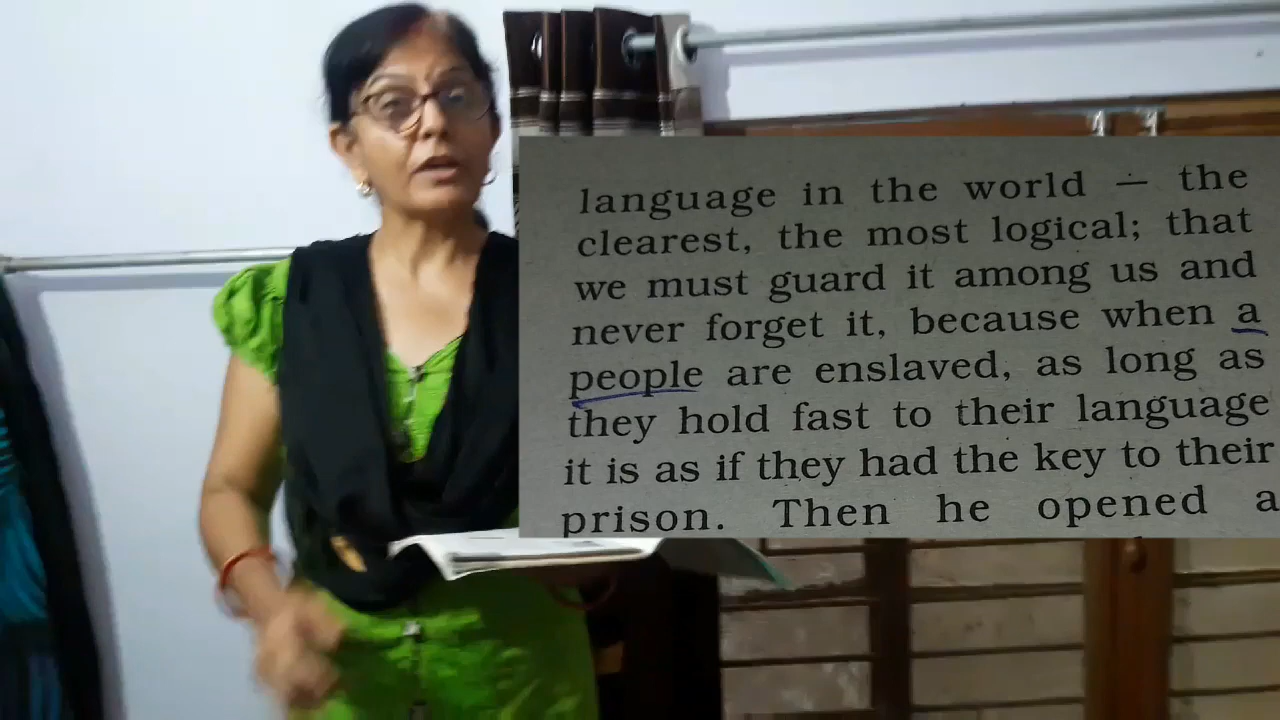 language in the world — the
clearest, the most logical; that
we must guard it among us and
never forget it, because when a
people are enslaved, as long as
they hold fast to their language
it is as if they had the key to their
prison. Then he opened a